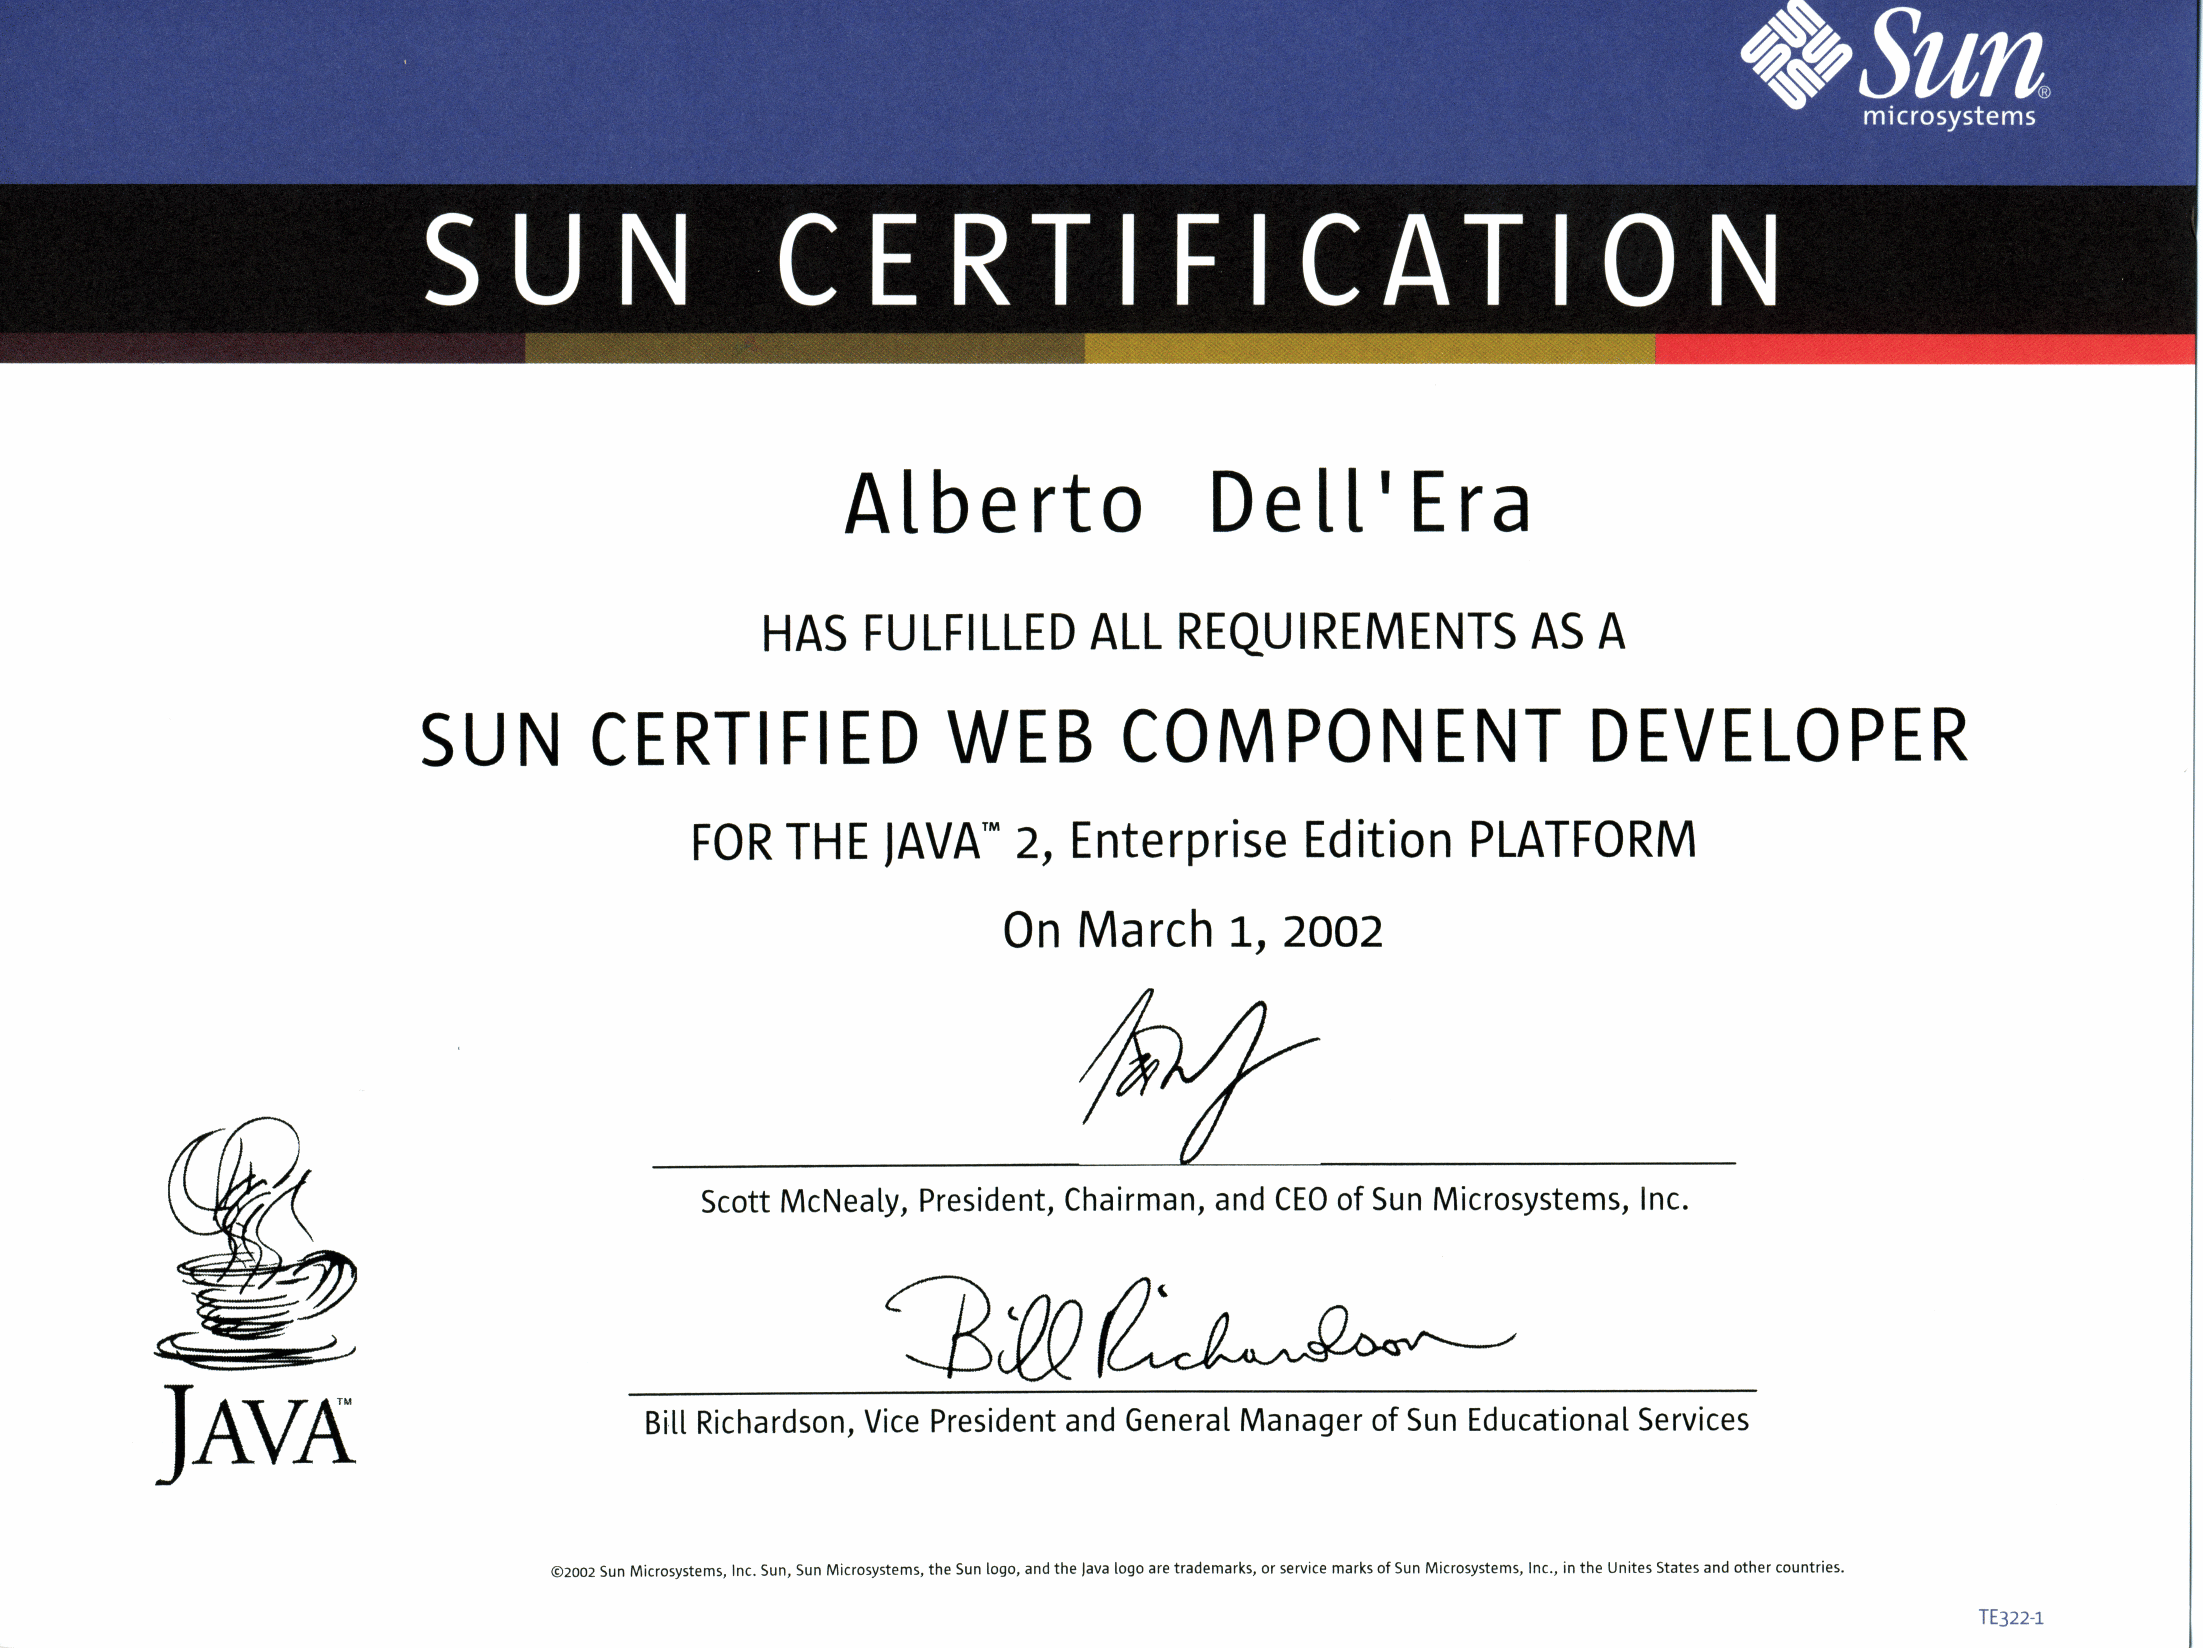 Sun®
microsystems
SUN CERTIFICATION
Alberto Dell'Era
HAS FULFILLED ALL REQUIREMENTS AS A
SUN CERTIFIED WEB COMPONENT DEVELOPER
FOR THE JAVA™ 2, Enterprise Edition PLATFORM
On March 1, 2002
Scott McNealy, President, Chairman, and CEO of Sun Microsystems, Inc.
Bill Richardson
Bill Richardson, Vice President and General Manager of Sun Educational Services
JAVA™
©2002 Sun Microsystems, Inc. Sun, Sun Microsystems, the Sun logo, and the Java logo are trademarks, or service marks of Sun Microsystems, Inc., in the Unites States and other countries.
TE322-1